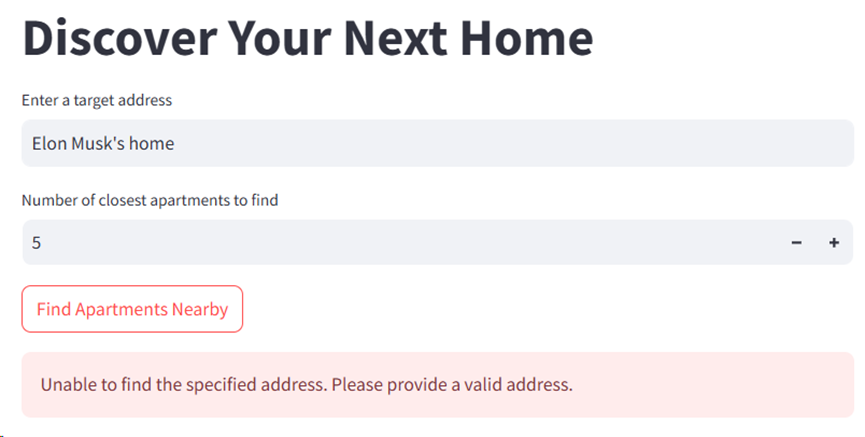 Discover Your Next Home
Enter a target address
Elon Musk's home
Number of closest apartments to find
5 − +
Find Apartments Nearby
Unable to find the specified address. Please provide a valid address.